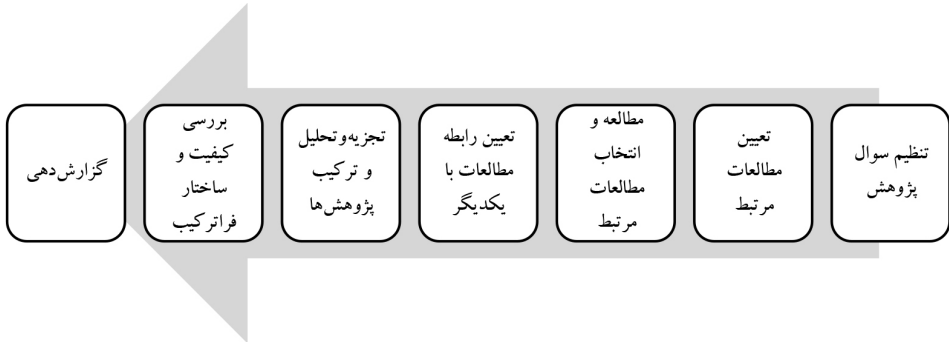 تنظیم سوال
پژوهش
تعیین
مطالعات
مرتبط
مطالعه و
انتخاب
مطالعات
مرتبط
تعیین رابطه
مطالعات با
یکدیگر
تجزیه‌وتحلیل
و ترکیب
پژوهش‌ها
بررسی
کیفیت و
ساختار
فراترکیب
گزارش‌دهی